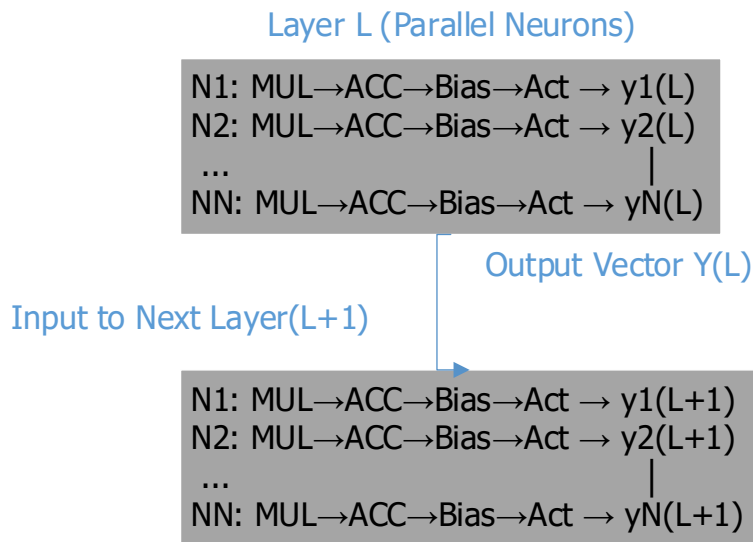 Layer L (Parallel Neurons)
N1: MUL→ACC→Bias→Act → y1(L)
N2: MUL→ACC→Bias→Act → y2(L)
... |
NN: MUL→ACC→Bias→Act → yN(L)
Output Vector Y(L)
Input to Next Layer(L+1)
N1: MUL→ACC→Bias→Act → y1(L+1)
N2: MUL→ACC→Bias→Act → y2(L+1)
... |
NN: MUL→ACC→Bias→Act → yN(L+1)